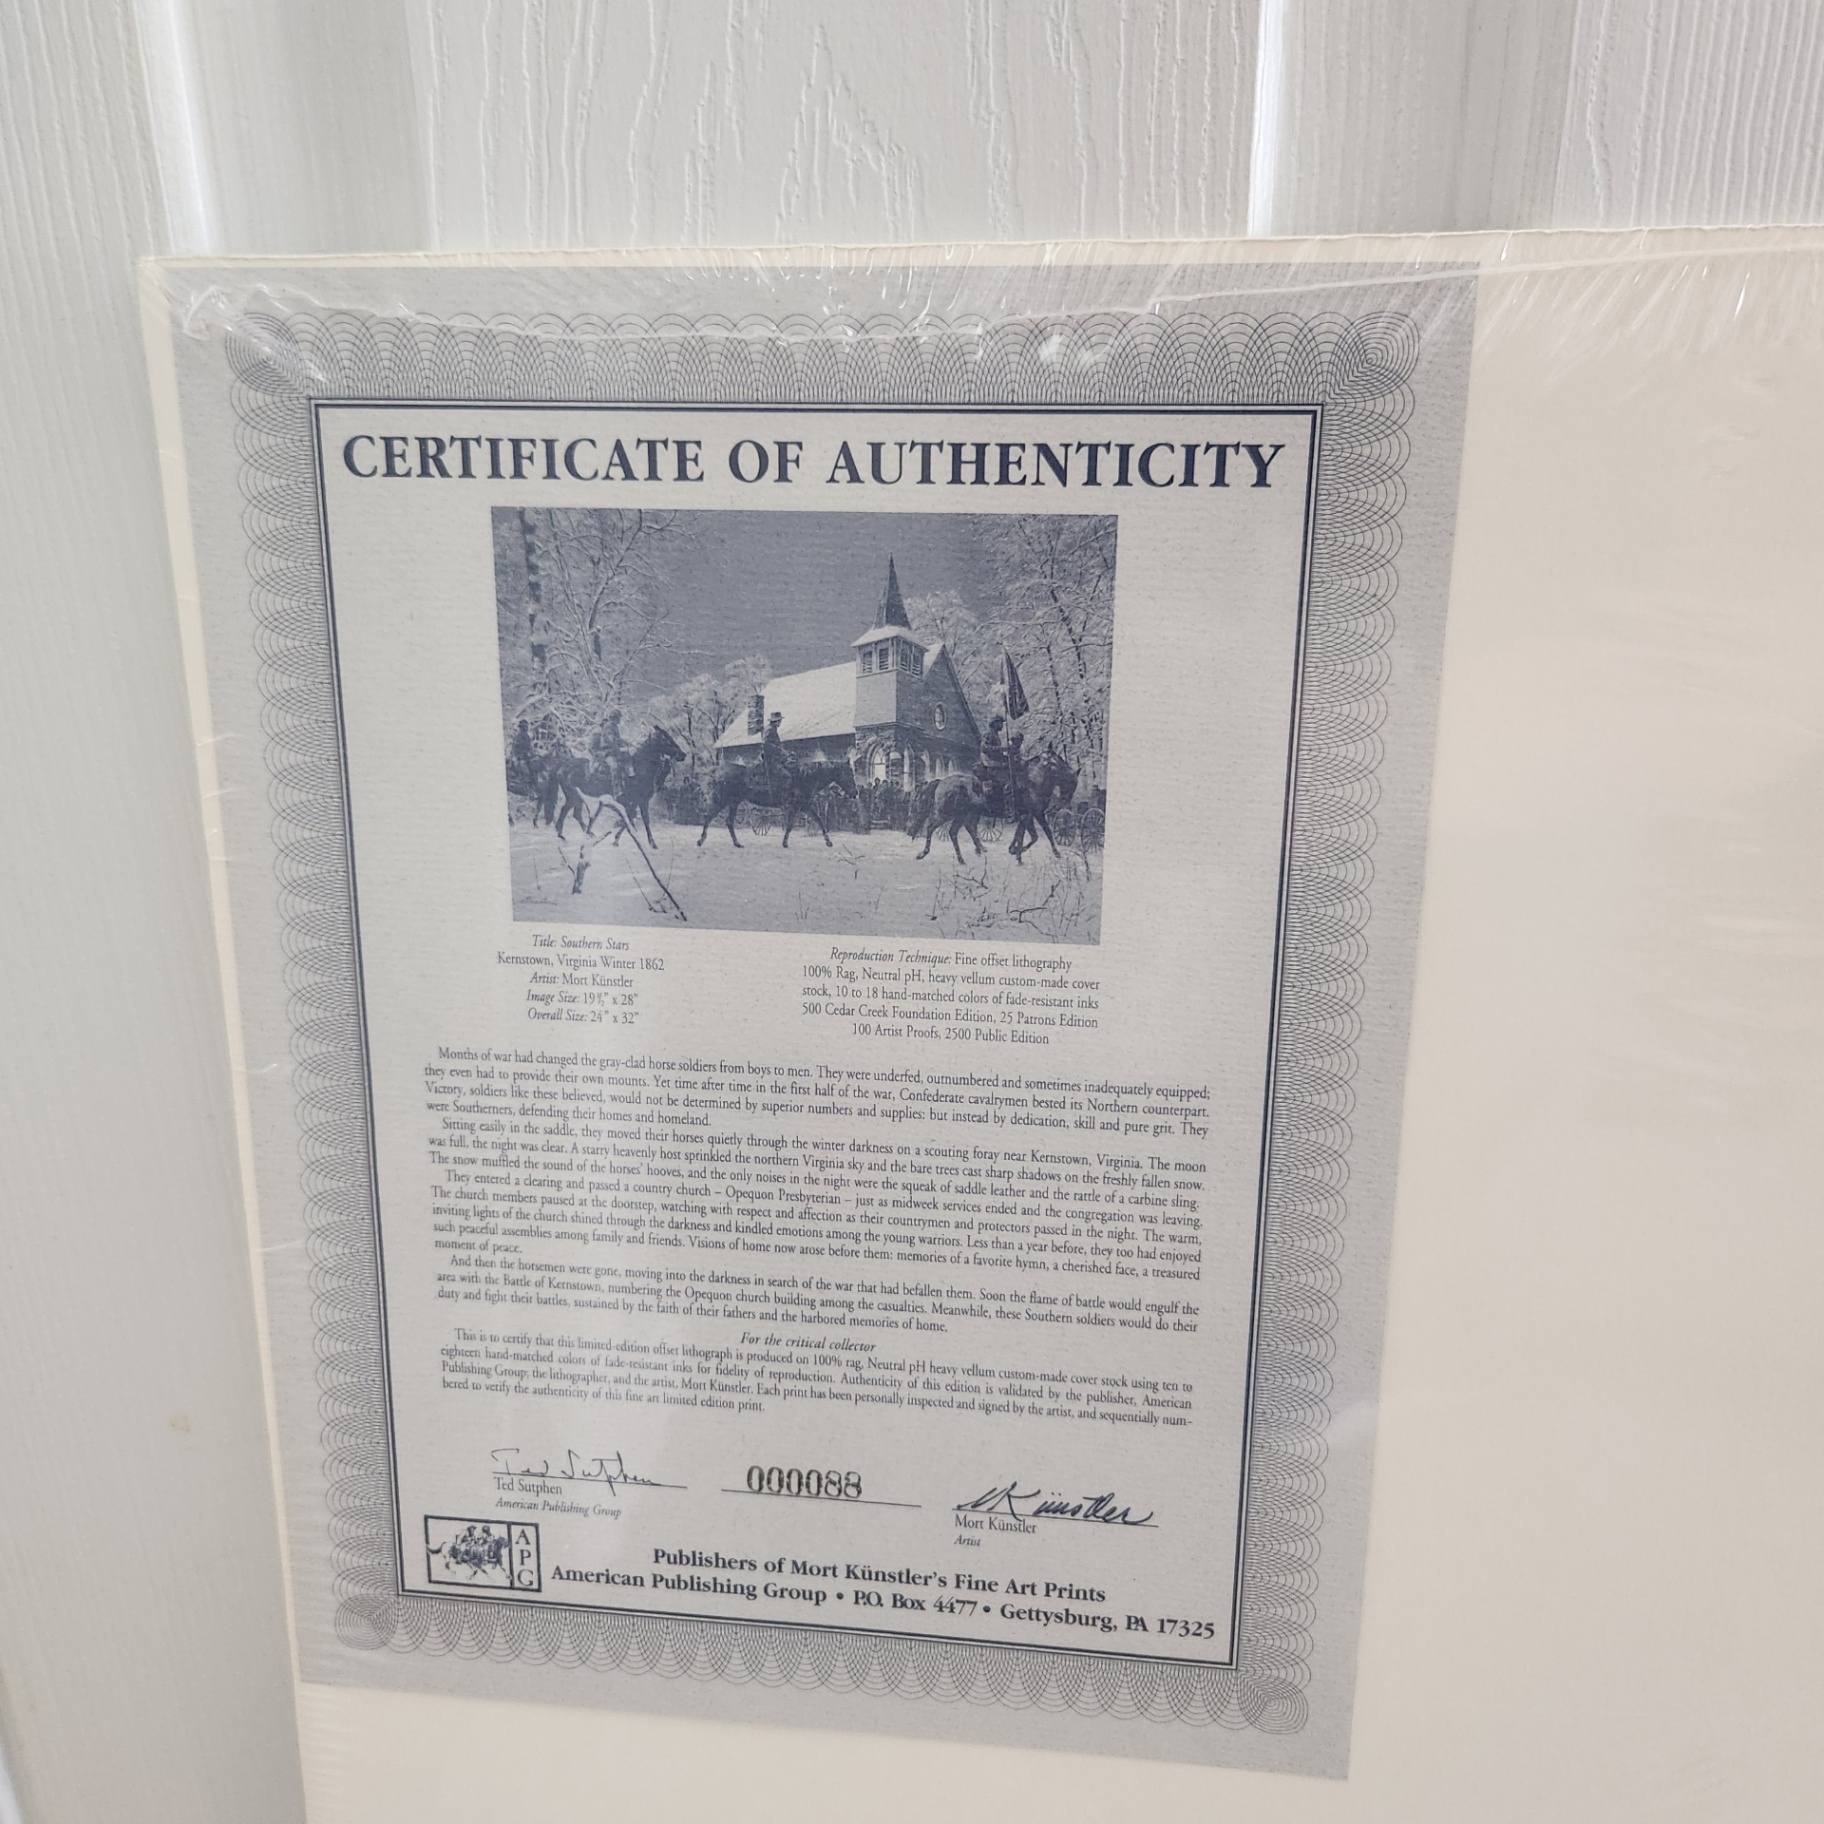 CERTIFICATE OF AUTHENTICITY
Title: Southern Stars
Kernstown, Virginia Winter 1862
Artist: Mort Künstler
Image Size: 19½" x 28"
Overall Size: 24" x 32"
Reproduction Technique: Fine offset lithography
100% Rag, Neutral pH, heavy vellum custom-made cover
stock, 10 to 18 hand-matched colors of fade-resistant inks
500 Cedar Creek Foundation Edition, 25 Patrons Edition
100 Artist Proofs, 2500 Public Edition
Months of war had changed the gray-clad horse soldiers from boys to men. They were underfed, outnumbered and sometimes inadequately equipped;
they even had to provide their own mounts. Yet time after time in the first half of the war, Confederate cavalrymen bested its Northern counterpart.
Victory, soldiers like these believed, would not be determined by superior numbers and supplies: but instead by dedication, skill and pure grit. They
were Southerners, defending their homes and homeland.
Sitting easily in the saddle, they moved their horses quietly through the winter darkness on a scouting foray near Kernstown, Virginia. The moon
was full, the night was clear. A starry heavenly host sprinkled the northern Virginia sky and the bare trees cast sharp shadows on the freshly fallen snow.
The snow muffled the sound of the horses' hooves, and the only noises in the night were the squeak of saddle leather and the rattle of a carbine sling.
They entered a clearing and passed a country church – Opequon Presbyterian – just as midweek services ended and the congregation was leaving.
The church members paused at the doorstep, watching with respect and affection as their countrymen and protectors passed in the night. The warm,
inviting lights of the church shined through the darkness and kindled emotions among the young warriors. Less than a year before, they too had enjoyed
such peaceful assemblies among family and friends. Visions of home now arose before them: memories of a favorite hymn, a cherished face, a treasured
moment of peace.
And then the horsemen were gone, moving into the darkness in search of the war that had befallen them. Soon the flame of battle would engulf the
area with the Battle of Kernstown, numbering the Opequon church building among the casualties. Meanwhile, these Southern soldiers would do their
duty and fight their battles, sustained by the faith of their fathers and the harbored memories of home.
For the critical collector
This is to certify that this limited-edition offset lithograph is produced on 100% rag, Neutral pH heavy vellum custom-made cover stock using ten to
eighteen hand-matched colors of fade-resistant inks for fidelity of reproduction. Authenticity of this edition is validated by the publisher, American
Publishing Group; the lithographer, and the artist, Mort Künstler. Each print has been personally inspected and signed by the artist, and sequentially num-
bered to verify the authenticity of this fine art limited edition print.
Ted Sutphen
000088
MKünstler
Ted Sutphen
American Publishing Group
Mort Künstler
Artist
APG
Publishers of Mort Künstler's Fine Art Prints
American Publishing Group • P.O. Box 4477 • Gettysburg, PA 17325